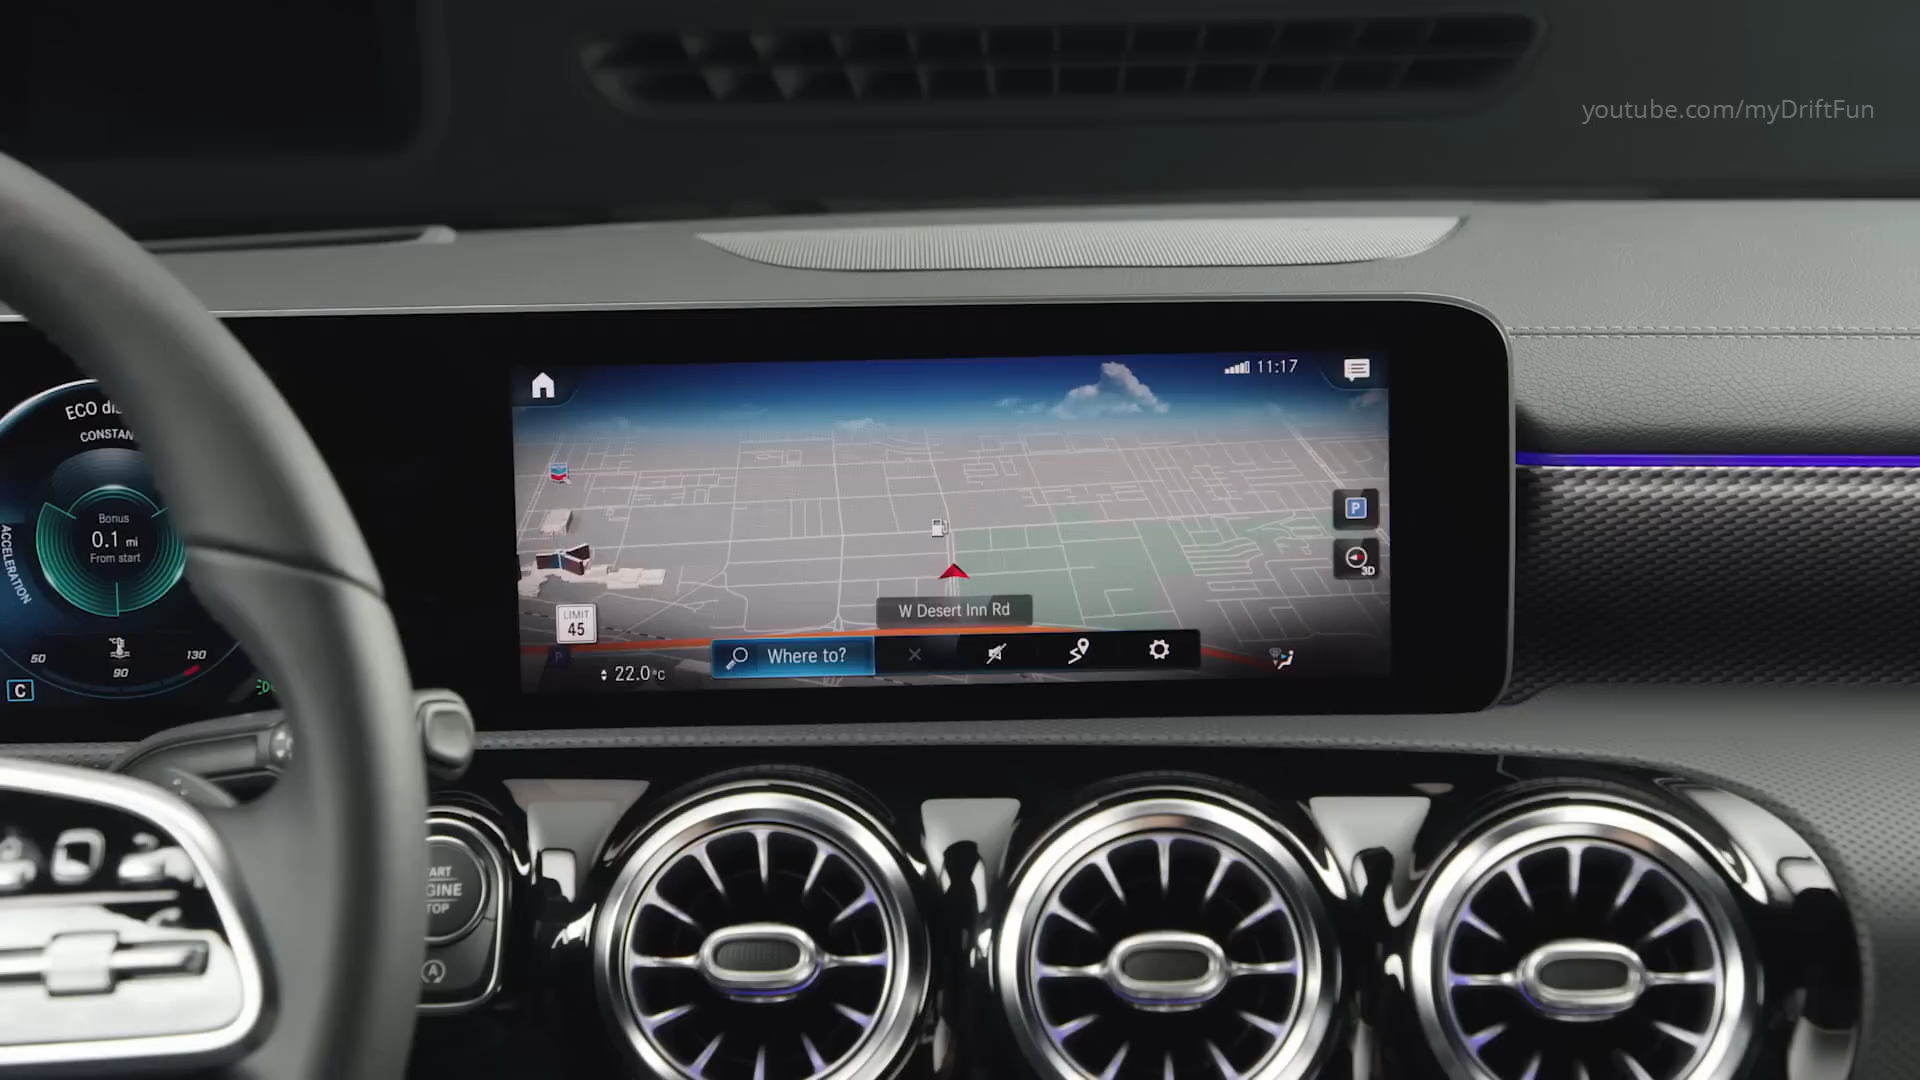 youtube.com/myDriftFun
11:17
ECO
Bonus
0.1 mi
From start
ACCELERATION
50
90
130
°C
C
LIMIT
45
P
W Desert Inn Rd
Where to?
22.0°C
P
3D
STOP
A